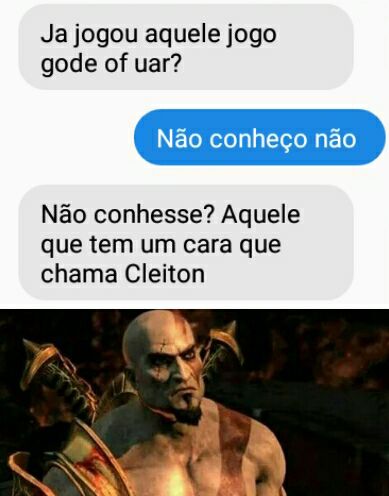 Ja jogou aquele jogo
gode of uar?
Não conheço não
Não conhesse? Aquele
que tem um cara que
chama Cleiton